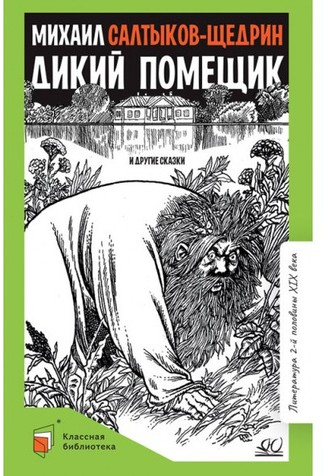 МИХАИЛ САЛТЫКОВ-ЩЕДРИН
ДИКИЙ ПОМЕЩИК
И ДРУГИЕ СКАЗКИ
Литература 2-й половины XIX века
Классная
библиотека